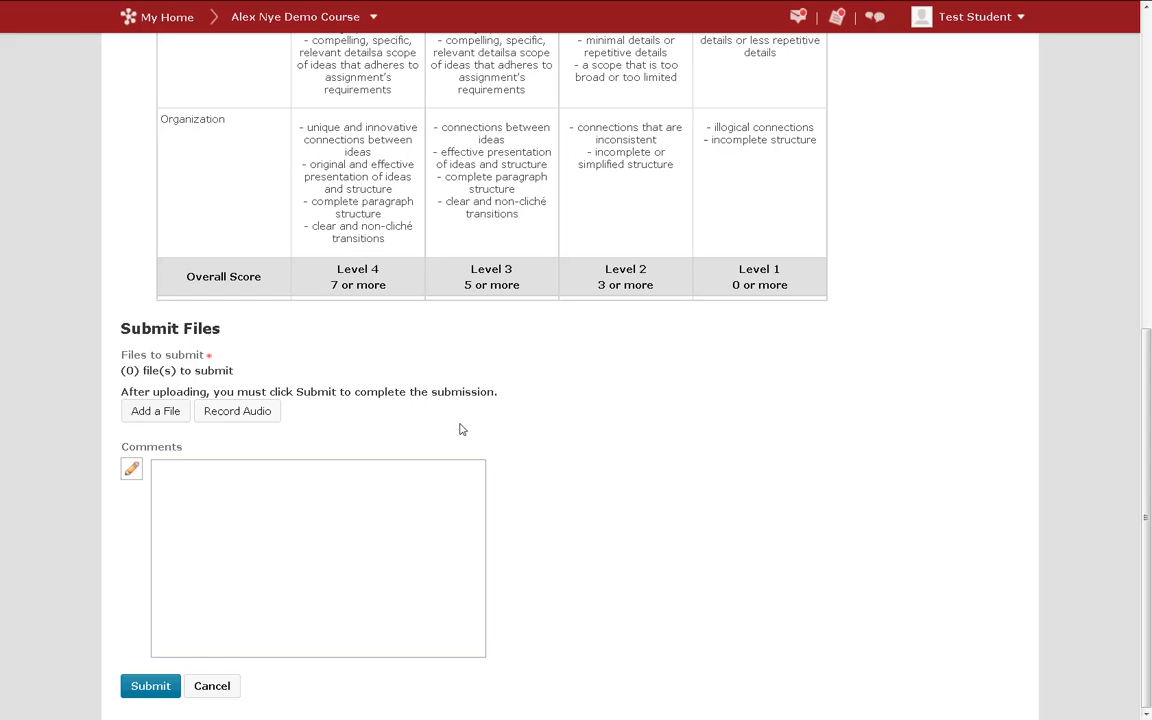 My Home
Alex Nye Demo Course
Test Student
- compelling, specific,
relevant detailsa scope
of ideas that adheres to
assignment's
requirements
- compelling, specific,
relevant detailsa scope
of ideas that adheres to
assignment's
requirements
- minimal details or
repetitive details
- a scope that is too
broad or too limited
details or less repetitive
details
Organization
- unique and innovative
connections between
ideas
- original and effective
presentation of ideas
and structure
- complete paragraph
structure
- clear and non-cliché
transitions
- connections between
ideas
- effective presentation
of ideas and structure
- complete paragraph
structure
- clear and non-cliché
transitions
- connections that are
inconsistent
- incomplete or
simplified structure
- illogical connections
- incomplete structure
Overall Score
Level 4
7 or more
Level 3
5 or more
Level 2
3 or more
Level 1
0 or more
Submit Files
Files to submit *
(0) file(s) to submit
After uploading, you must click Submit to complete the submission.
Add a File
Record Audio
Comments
Submit
Cancel